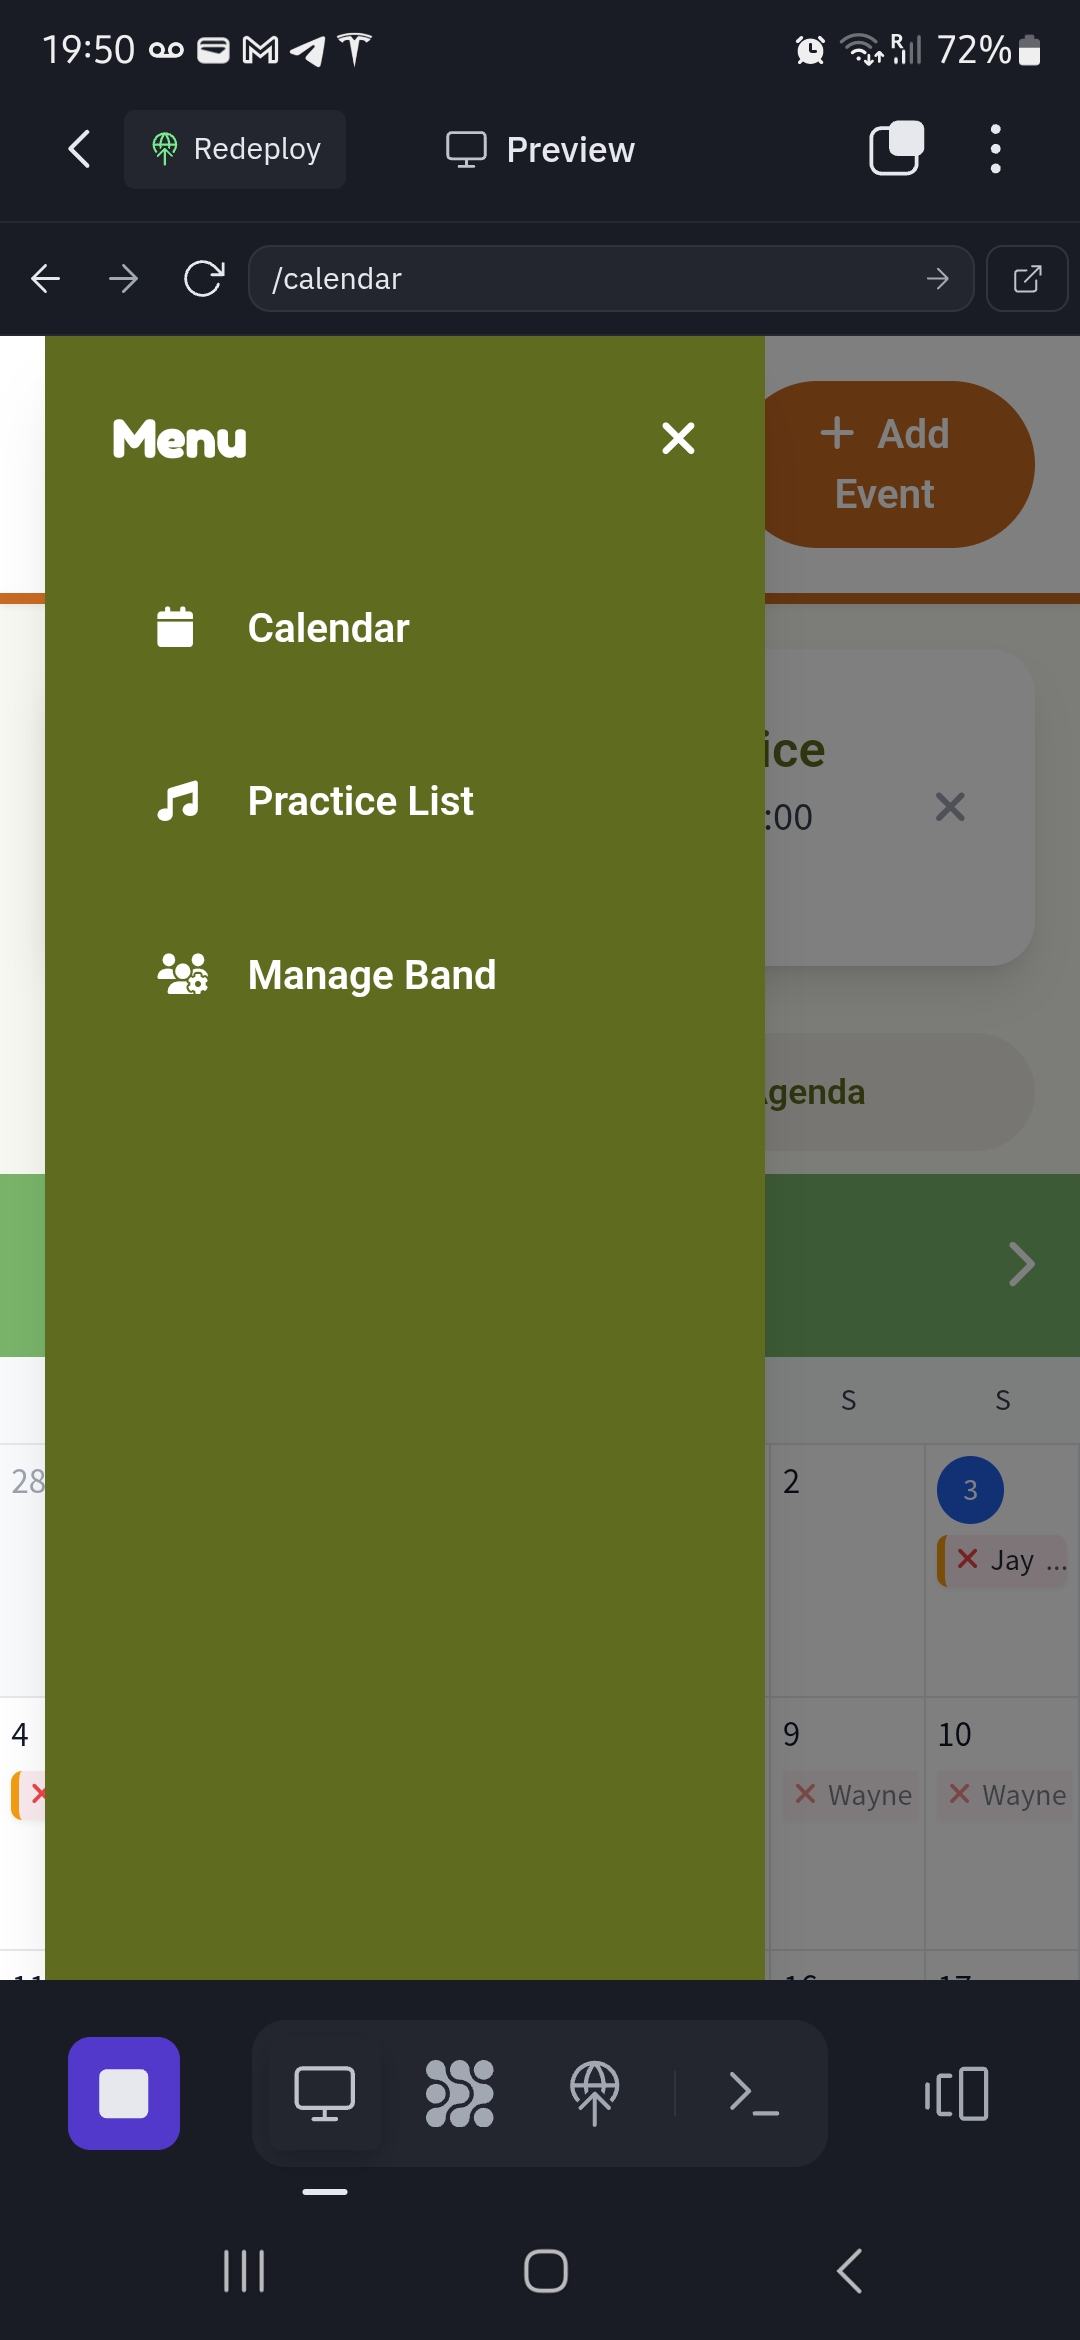 19:50
R
72%
Redeploy
Preview
/calendar
Menu
Add
Event
Calendar
ice
Practice List
:00
Manage Band
genda
S S
28 2 3
Jay ...
4 9 10
Wayne Wayne